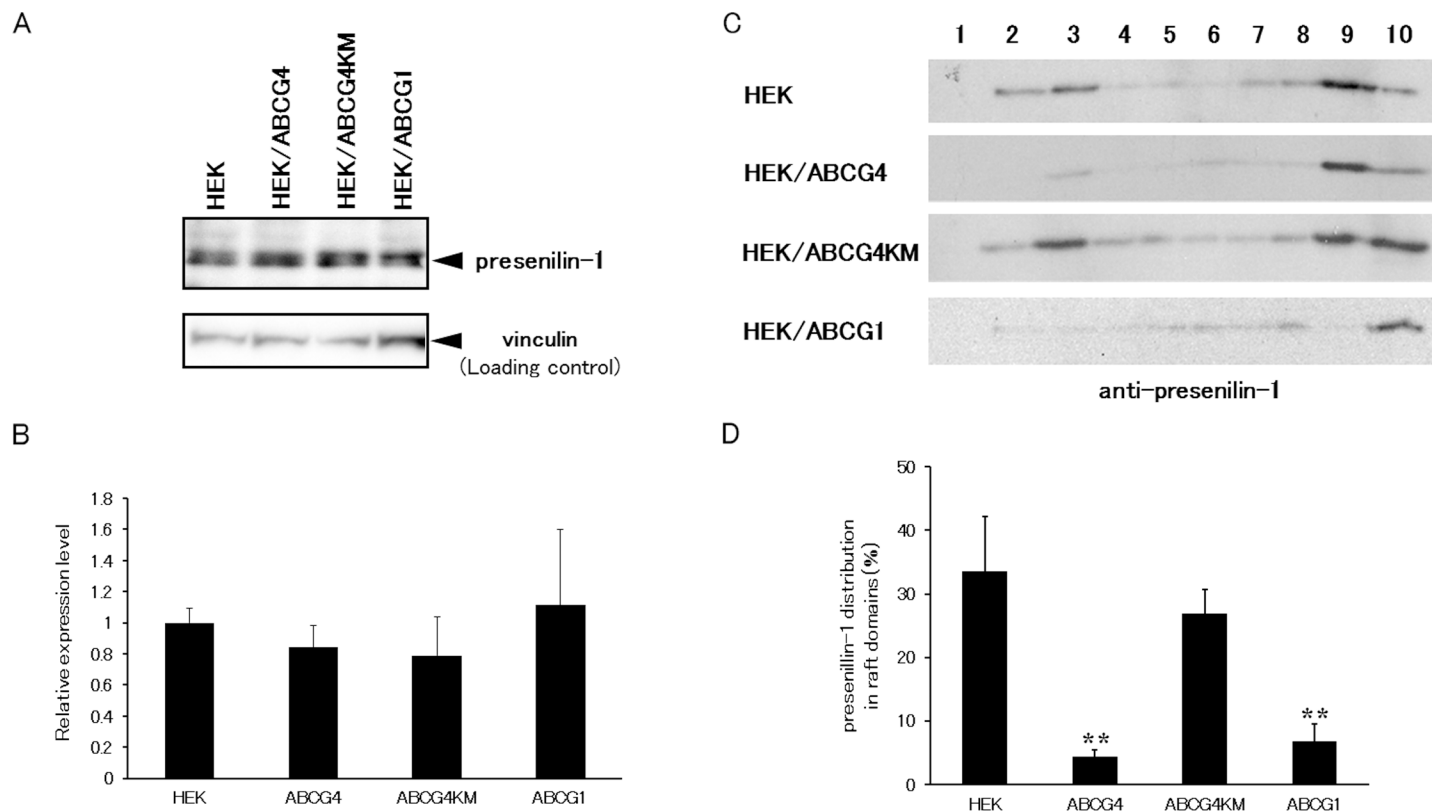 A
HEK
HEK/ABCG4
HEK/ABCG4KM
HEK/ABCG1
presenilin-1
vinculin
(Loading control)
B
Relative expression level
1.8
1.6
1.4
1.2
1
0.8
0.6
0.4
0.2
0
HEK
ABCG4
ABCG4KM
ABCG1
C
1 2 3 4 5 6 7 8 9 10
HEK
HEK/ABCG4
HEK/ABCG4KM
HEK/ABCG1
anti-presenilin-1
D
presenillin-1 distribution
in raft domains(%)
50
40
30
20
10
0
**
**
HEK
ABCG4
ABCG4KM
ABCG1